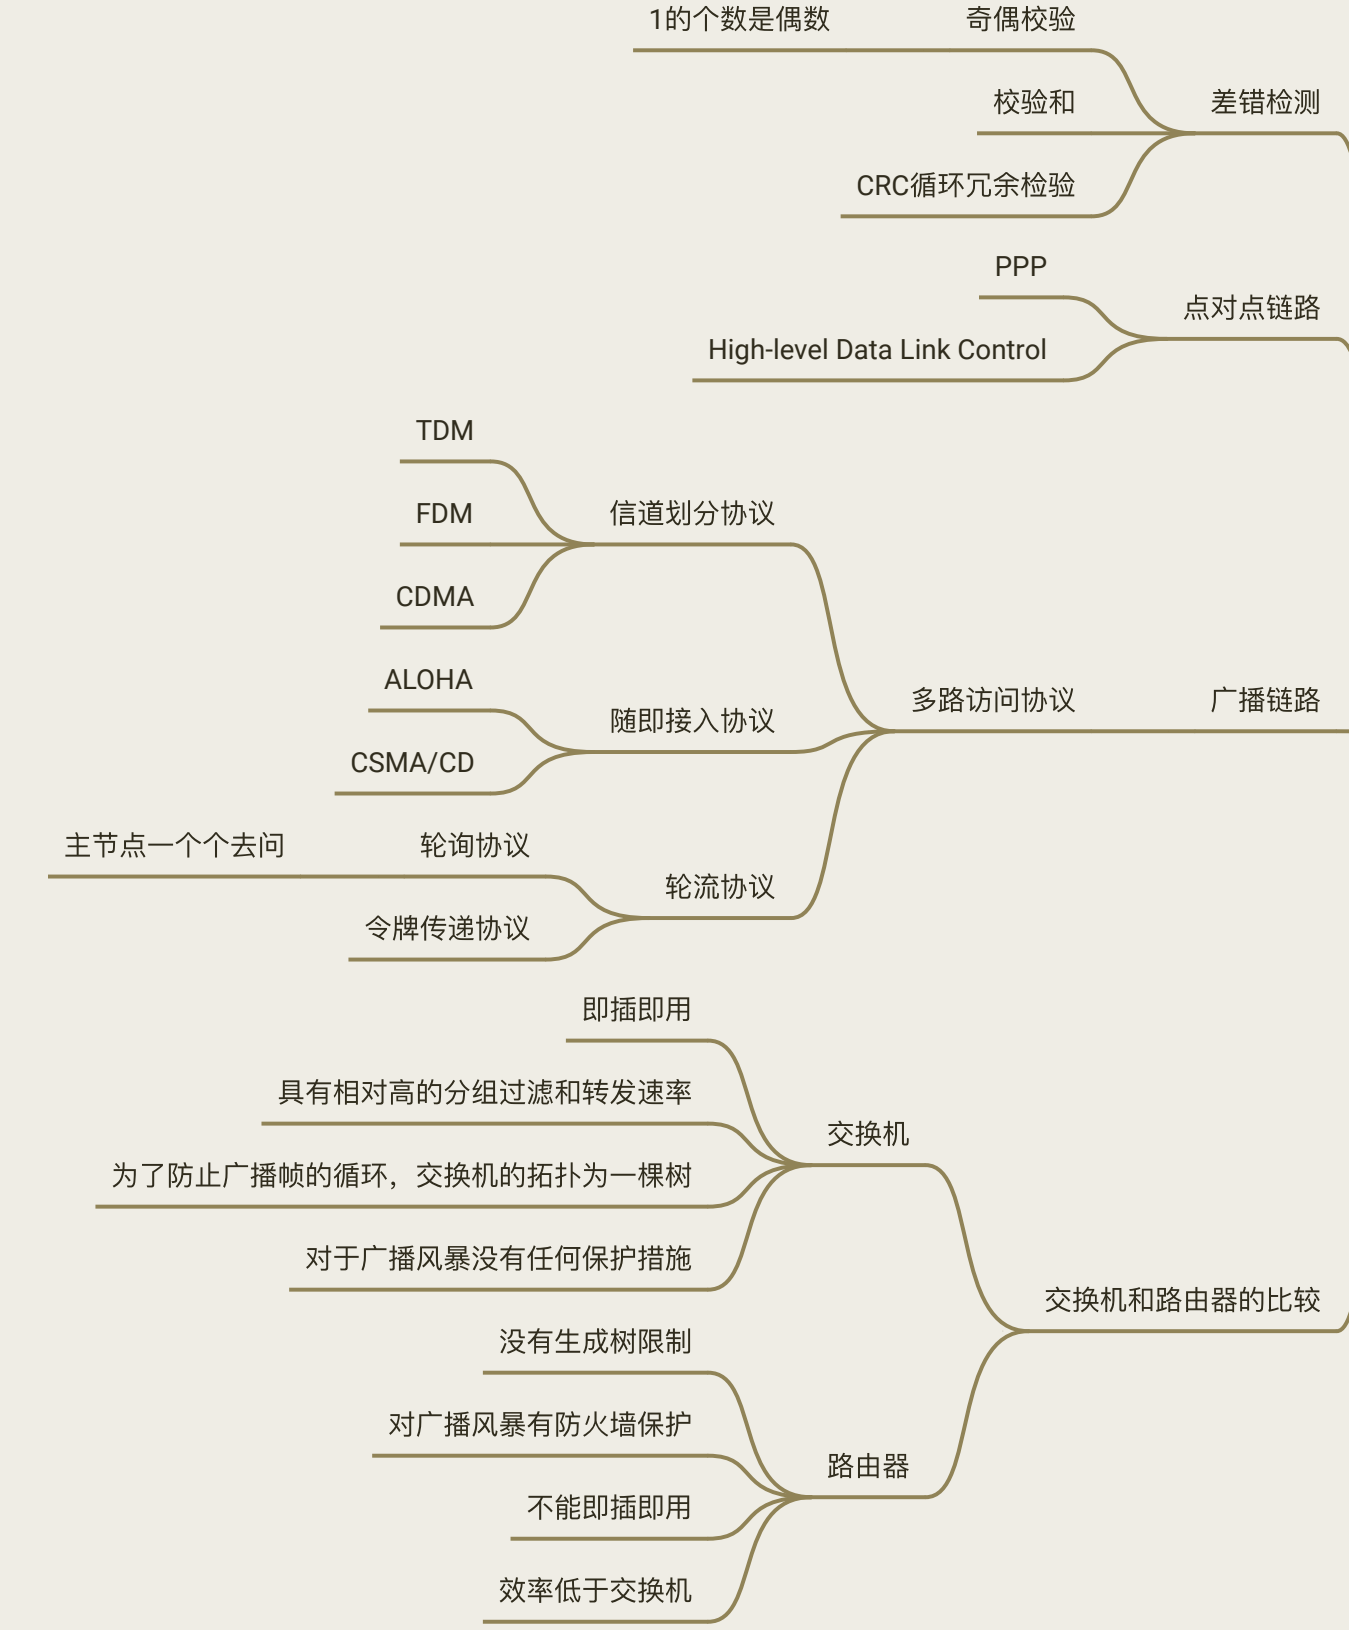 1的个数是偶数
奇偶校验
校验和
差错检测
CRC循环冗余检验
PPP
点对点链路
High-level Data Link Control
TDM
FDM
信道划分协议
CDMA
ALOHA
多路访问协议
广播链路
随即接入协议
CSMA/CD
主节点一个个去问
轮询协议
轮流协议
令牌传递协议
即插即用
具有相对高的分组过滤和转发速率
交换机
为了防止广播帧的循环，交换机的拓扑为一棵树
对于广播风暴没有任何保护措施
交换机和路由器的比较
没有生成树限制
对广播风暴有防火墙保护
路由器
不能即插即用
效率低于交换机